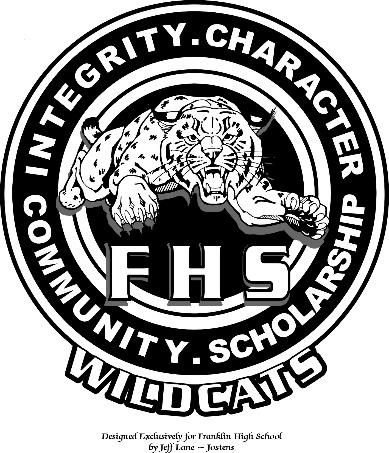 INTEGRITY.CHARACTER
COMMUNITY.SCHOLARSHIP
FHS
WILDCATS
Designed Exclusively for Franklin High School
by Jeff Lane – Jostens